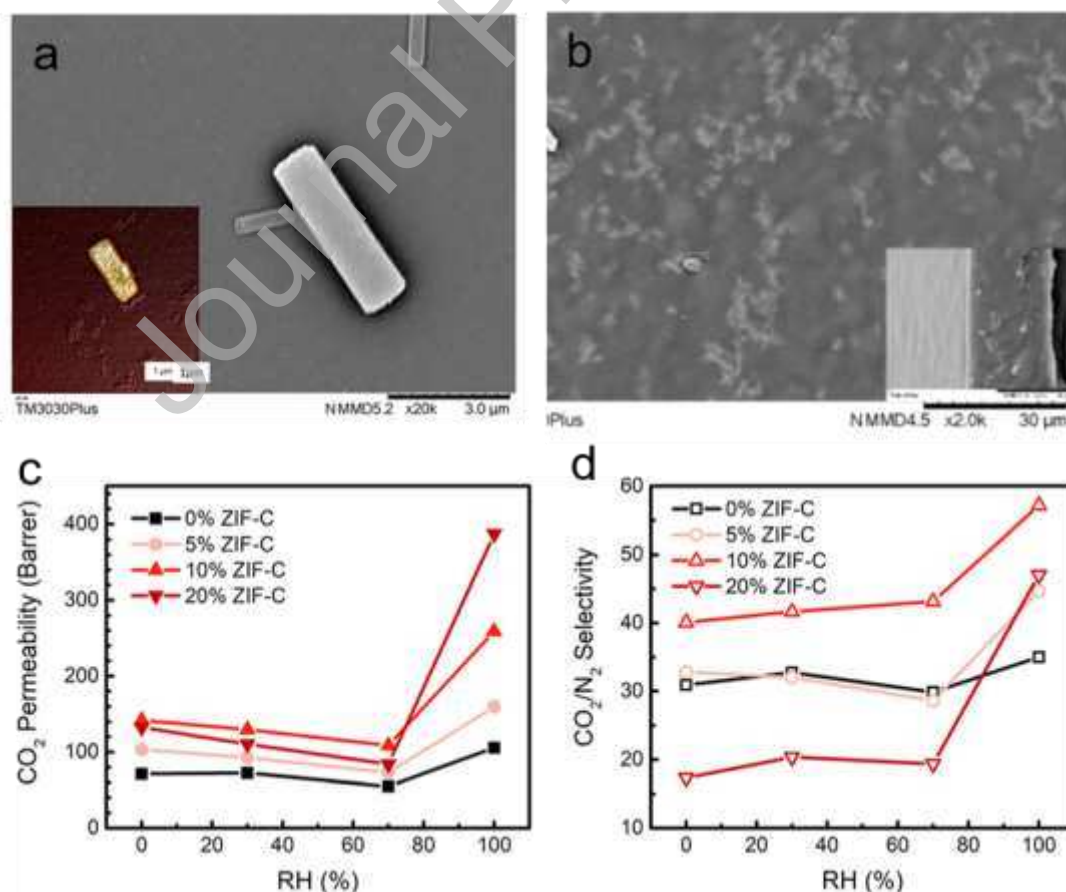 Journal P
a
TM3030Plus NMMD5.2 x20k 3.0 µm
b
lPlus NMMD4.5 x2.0k 30 µm
c
CO₂ Permeability (Barrer)
400
300
200
100
0
0% ZIF-C
5% ZIF-C
10% ZIF-C
20% ZIF-C
0 20 40 60 80 100
RH (%)
d
CO₂/N₂ Selectivity
60
50
40
30
20
10
0% ZIF-C
5% ZIF-C
10% ZIF-C
20% ZIF-C
0 20 40 60 80 100
RH (%)